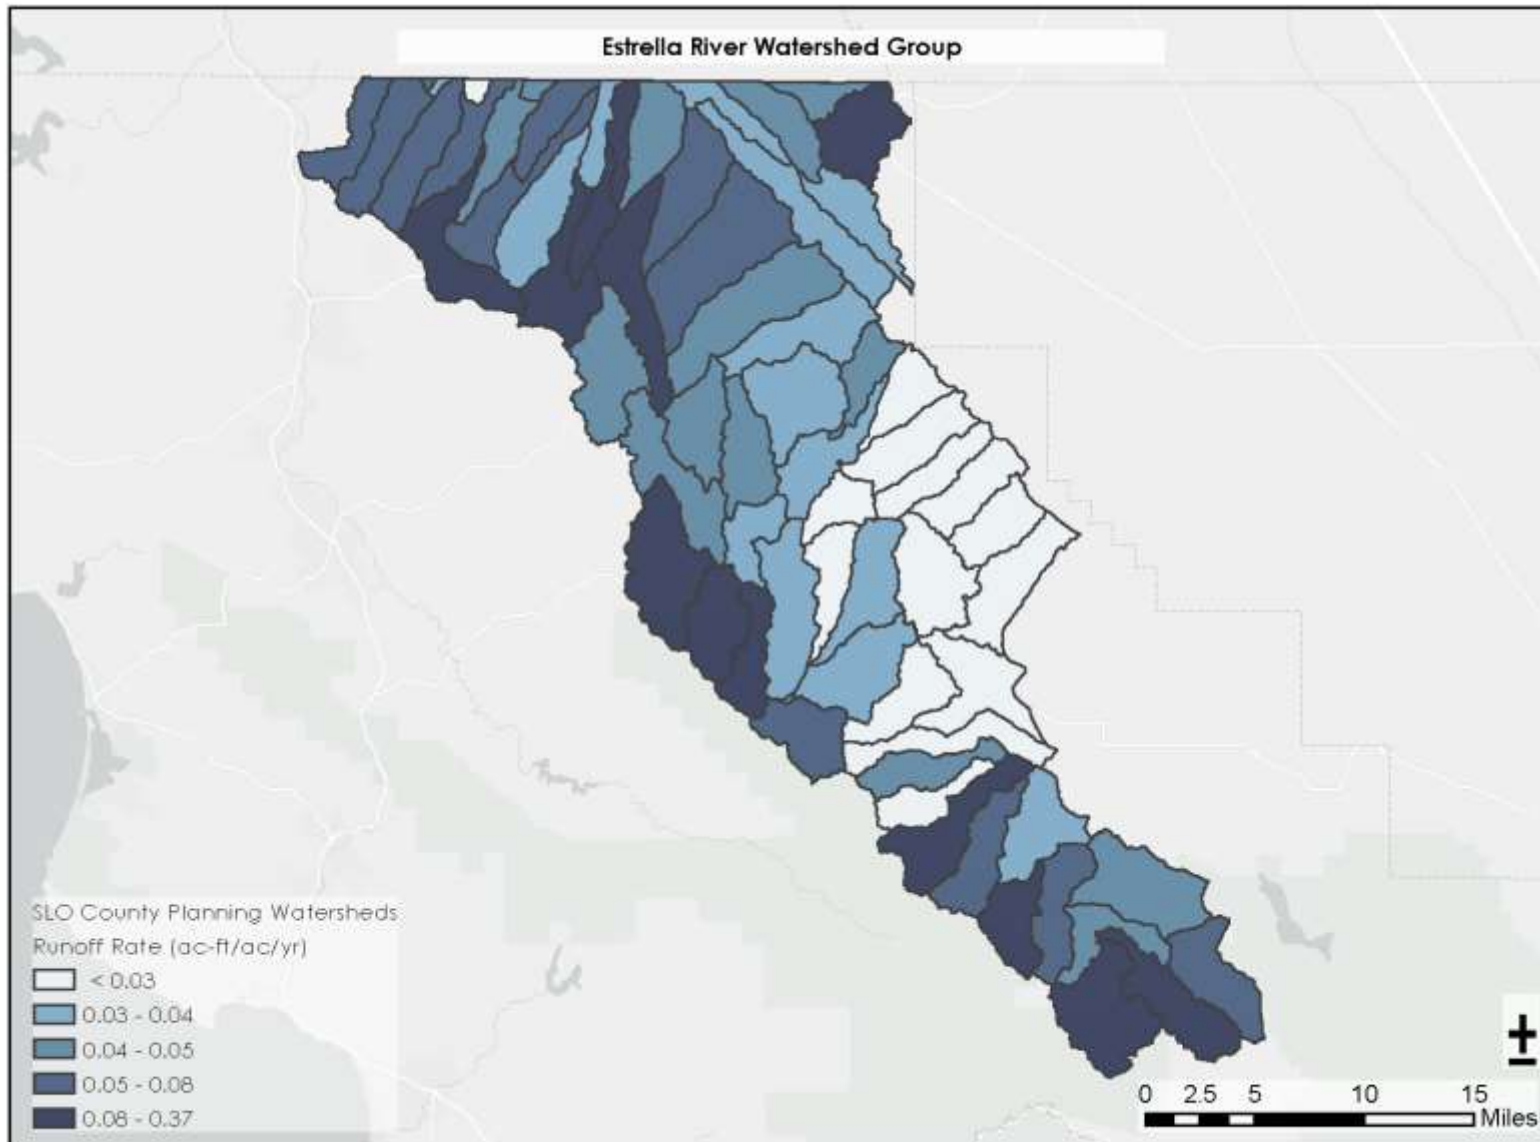 Estrella River Watershed Group
SLO County Planning Watersheds
Runoff Rate (ac-ft/ac/yr)
< 0.03
0.03 - 0.04
0.04 - 0.05
0.05 - 0.08
0.08 - 0.37
0 2.5 5 10 15
Miles